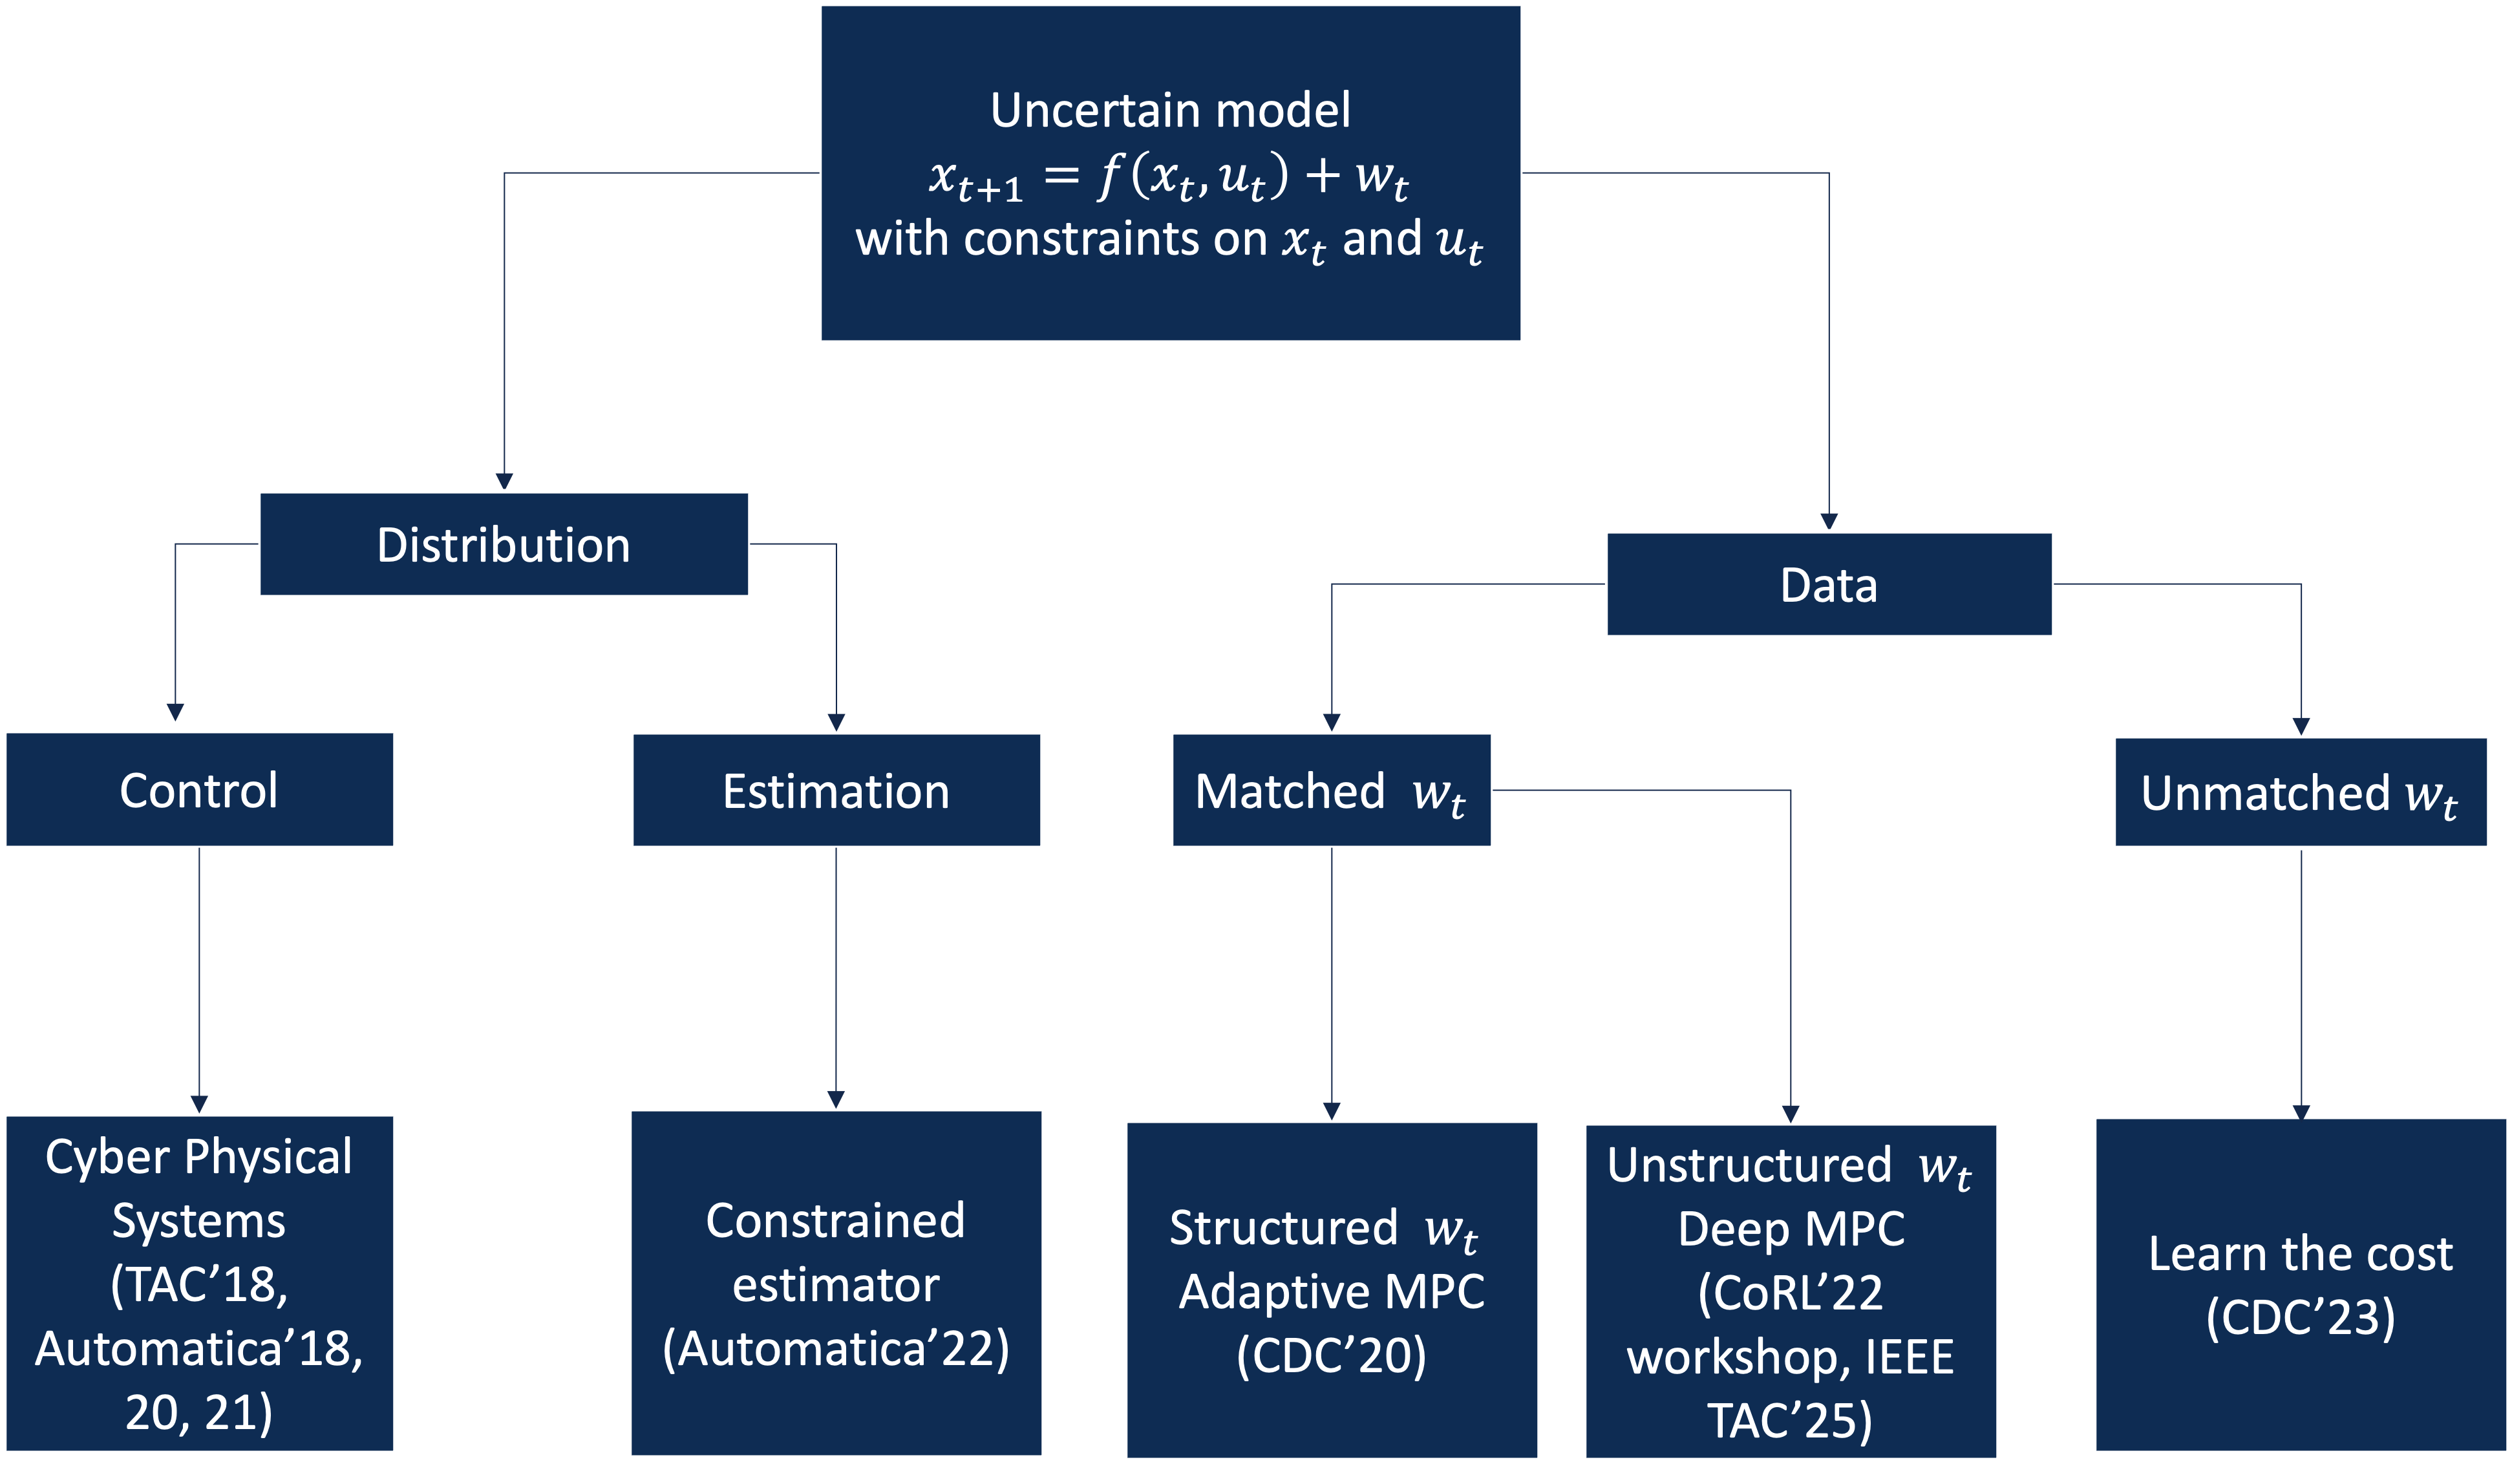 Uncertain model
$x_{t+1} = f(x_t, u_t) + w_t$
with constraints on $x_t$ and $u_t$
Distribution
Data
Control
Estimation
Matched $w_t$
Unmatched $w_t$
Cyber Physical
Systems
(TAC’18,
Automatica’18,
20, 21)
Constrained
estimator
(Automatica’22)
Structured $w_t$
Adaptive MPC
(CDC’20)
Unstructured $w_t$
Deep MPC
(CoRL’22
workshop, IEEE
TAC’25)
Learn the cost
(CDC’23)